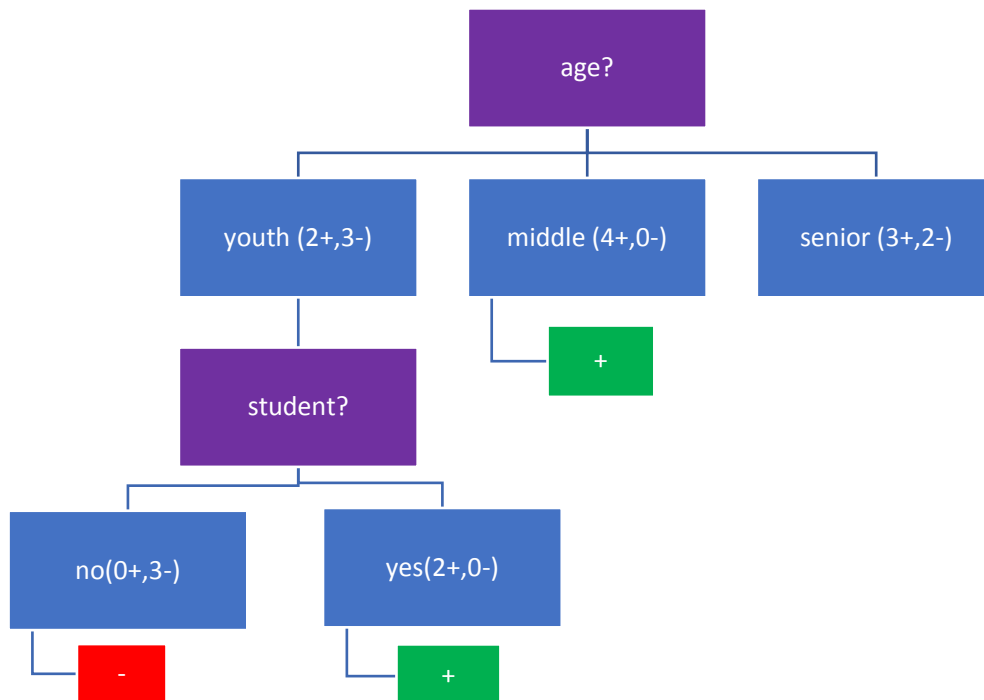 age?
youth (2+,3-)
middle (4+,0-)
senior (3+,2-)
+
student?
no(0+,3-)
yes(2+,0-)
-
+